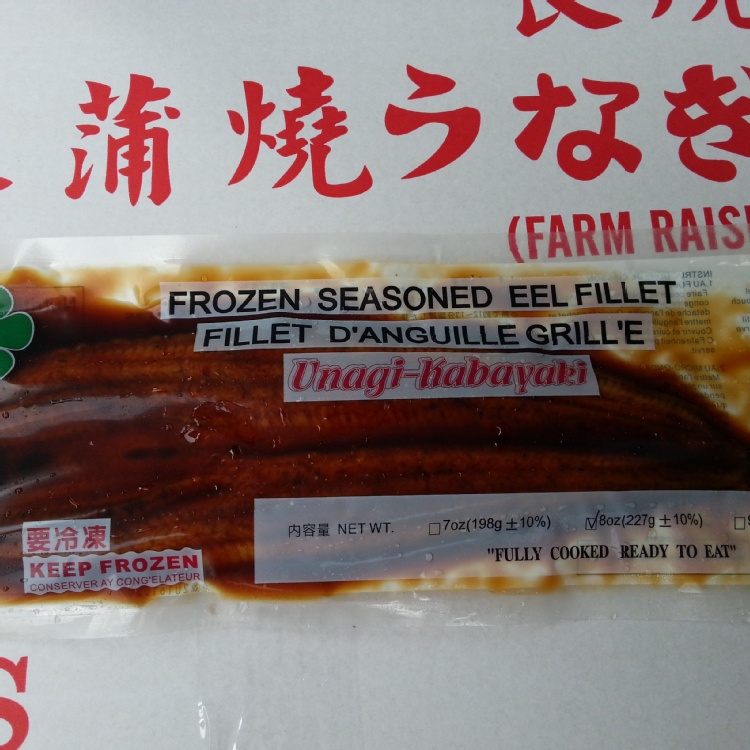 長焼
蒲焼うなぎ
(FARM RAIS
FROZEN SEASONED EEL FILLET
FILLET D'ANGUILLE GRILL'E
Unagi-Kabayaki
内容量 NET WT. □7oz(198g±10%) ☑8oz(227g±10%)
"FULLY COOKED READY TO EAT"
要冷凍
KEEP FROZEN
CONSERVER AY CONG'ELATEUR
S